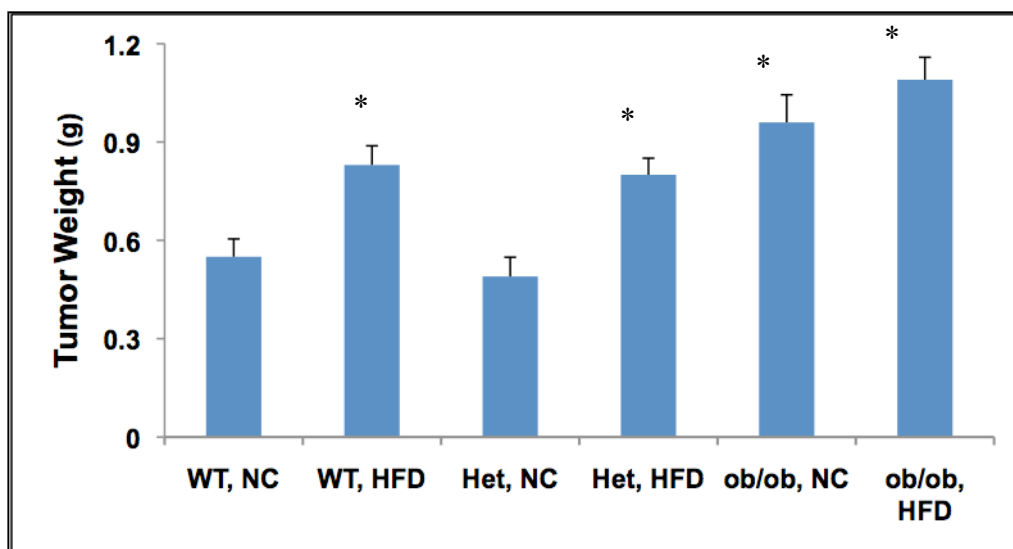 1.2
0.9
0.6
0.3
0
Tumor Weight (g)
*
*
*
*
WT, NC
WT, HFD
Het, NC
Het, HFD
ob/ob, NC
ob/ob,
HFD